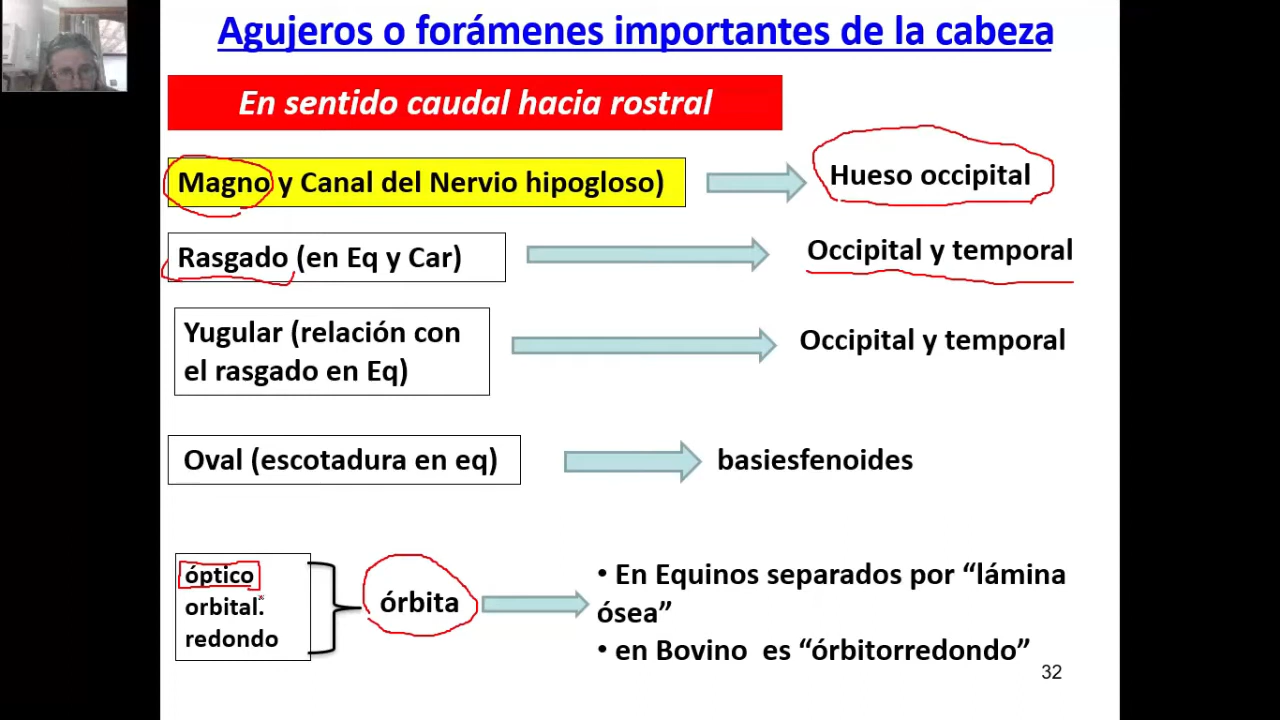 Agujeros o forámenes importantes de la cabeza
En sentido caudal hacia rostral
Magno y Canal del Nervio hipogloso)
Hueso occipital
Rasgado (en Eq y Car)
Occipital y temporal
Yugular (relación con
el rasgado en Eq)
Occipital y temporal
Oval (escotadura en eq)
basiesfenoides
óptico
orbital.
redondo
órbita
• En Equinos separados por “lámina
ósea”
• en Bovino es “órbitorredondo”
32